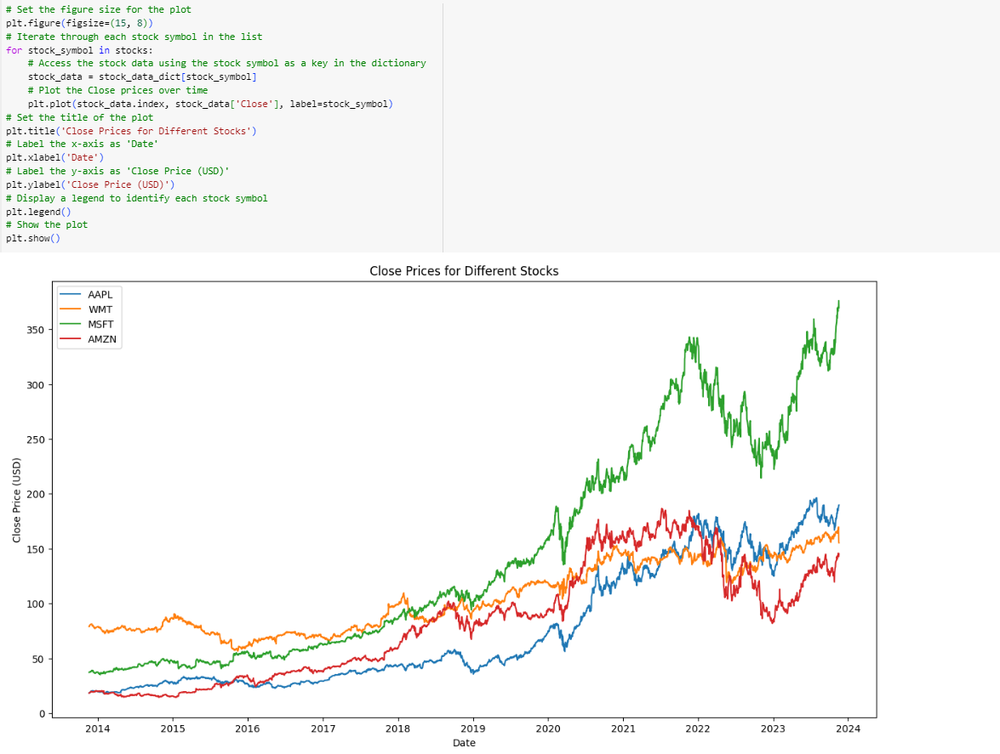 # Set the figure size for the plot
plt.figure(figsize=(15, 8))
# Iterate through each stock symbol in the list
for stock_symbol in stocks:
    # Access the stock data using the stock symbol as a key in the dictionary
    stock_data = stock_data_dict[stock_symbol]
    # Plot the Close prices over time
    plt.plot(stock_data.index, stock_data['Close'], label=stock_symbol)
# Set the title of the plot
plt.title('Close Prices for Different Stocks')
# Label the x-axis as 'Date'
plt.xlabel('Date')
# Label the y-axis as 'Close Price (USD)'
plt.ylabel('Close Price (USD)')
# Display a legend to identify each stock symbol
plt.legend()
# Show the plot
plt.show()
Close Prices for Different Stocks
AAPL
WMT
MSFT
AMZN
350
300
250
200
150
100
50
0
Close Price (USD)
2014 2015 2016 2017 2018 2019 2020 2021 2022 2023 2024
Date